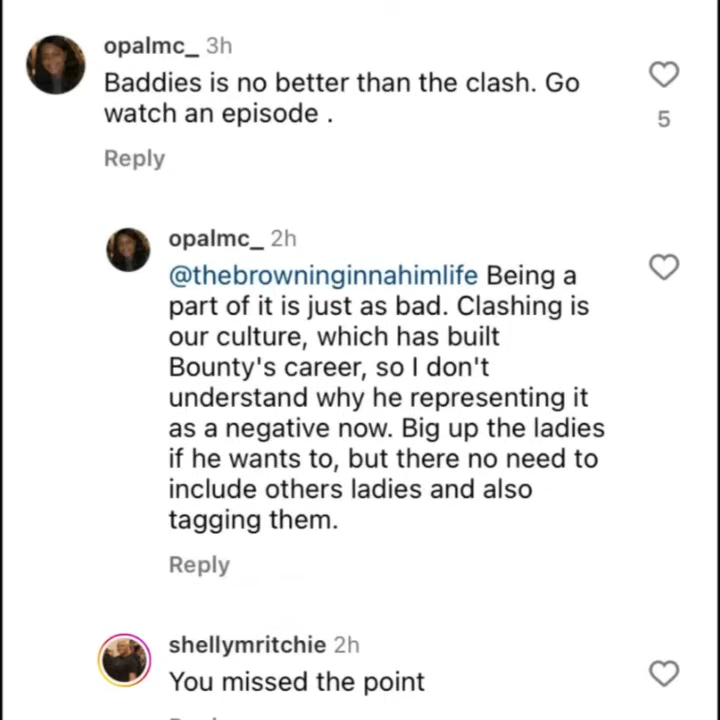 opalmc_ 3h
Baddies is no better than the clash. Go
watch an episode .
5
Reply
opalmc_ 2h
@thebrowninginnahimlife Being a
part of it is just as bad. Clashing is
our culture, which has built
Bounty's career, so I don't
understand why he representing it
as a negative now. Big up the ladies
if he wants to, but there no need to
include others ladies and also
tagging them.
Reply
shellymritchie 2h
You missed the point